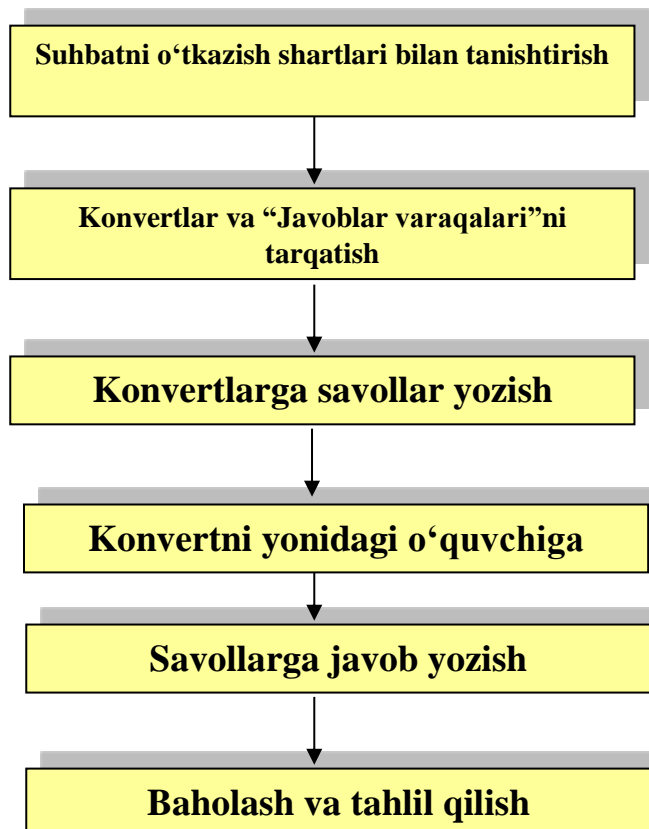 Suhbatni o‘tkazish shartlari bilan tanishtirish
Konvertlar va “Javoblar varaqalari”ni
tarqatish
Konvertlarga savollar yozish
Konvertni yonidagi o‘quvchiga
Savollarga javob yozish
Baholash va tahlil qilish